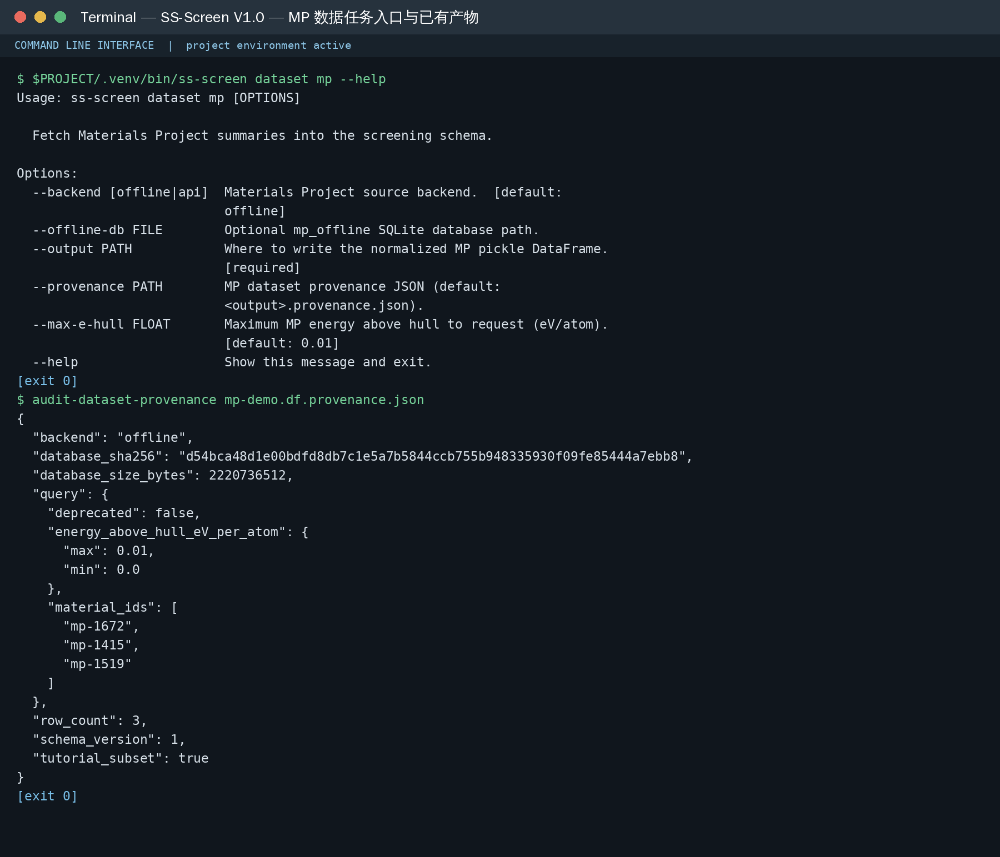 Terminal — SS-Screen V1.0 — MP 数据任务入口与已有产物
COMMAND LINE INTERFACE | project environment active
$ $PROJECT/.venv/bin/ss-screen dataset mp --help
Usage: ss-screen dataset mp [OPTIONS]
Fetch Materials Project summaries into the screening schema.
Options:
--backend [offline|api]  Materials Project source backend.  [default:
offline]
--offline-db FILE        Optional mp_offline SQLite database path.
--output PATH            Where to write the normalized MP pickle DataFrame.
[required]
--provenance PATH        MP dataset provenance JSON (default:
<output>.provenance.json).
--max-e-hull FLOAT       Maximum MP energy above hull to request (eV/atom).
[default: 0.01]
--help                   Show this message and exit.
[exit 0]
$ audit-dataset-provenance mp-demo.df.provenance.json
{
"backend": "offline",
"database_sha256": "d54bca48d1e00bdfd8db7c1e5a7b5844ccb755b948335930f09fe85444a7ebb8",
"database_size_bytes": 2220736512,
"query": {
"deprecated": false,
"energy_above_hull_eV_per_atom": {
"max": 0.01,
"min": 0.0
},
"material_ids": [
"mp-1672",
"mp-1415",
"mp-1519"
]
},
"row_count": 3,
"schema_version": 1,
"tutorial_subset": true
}
[exit 0]